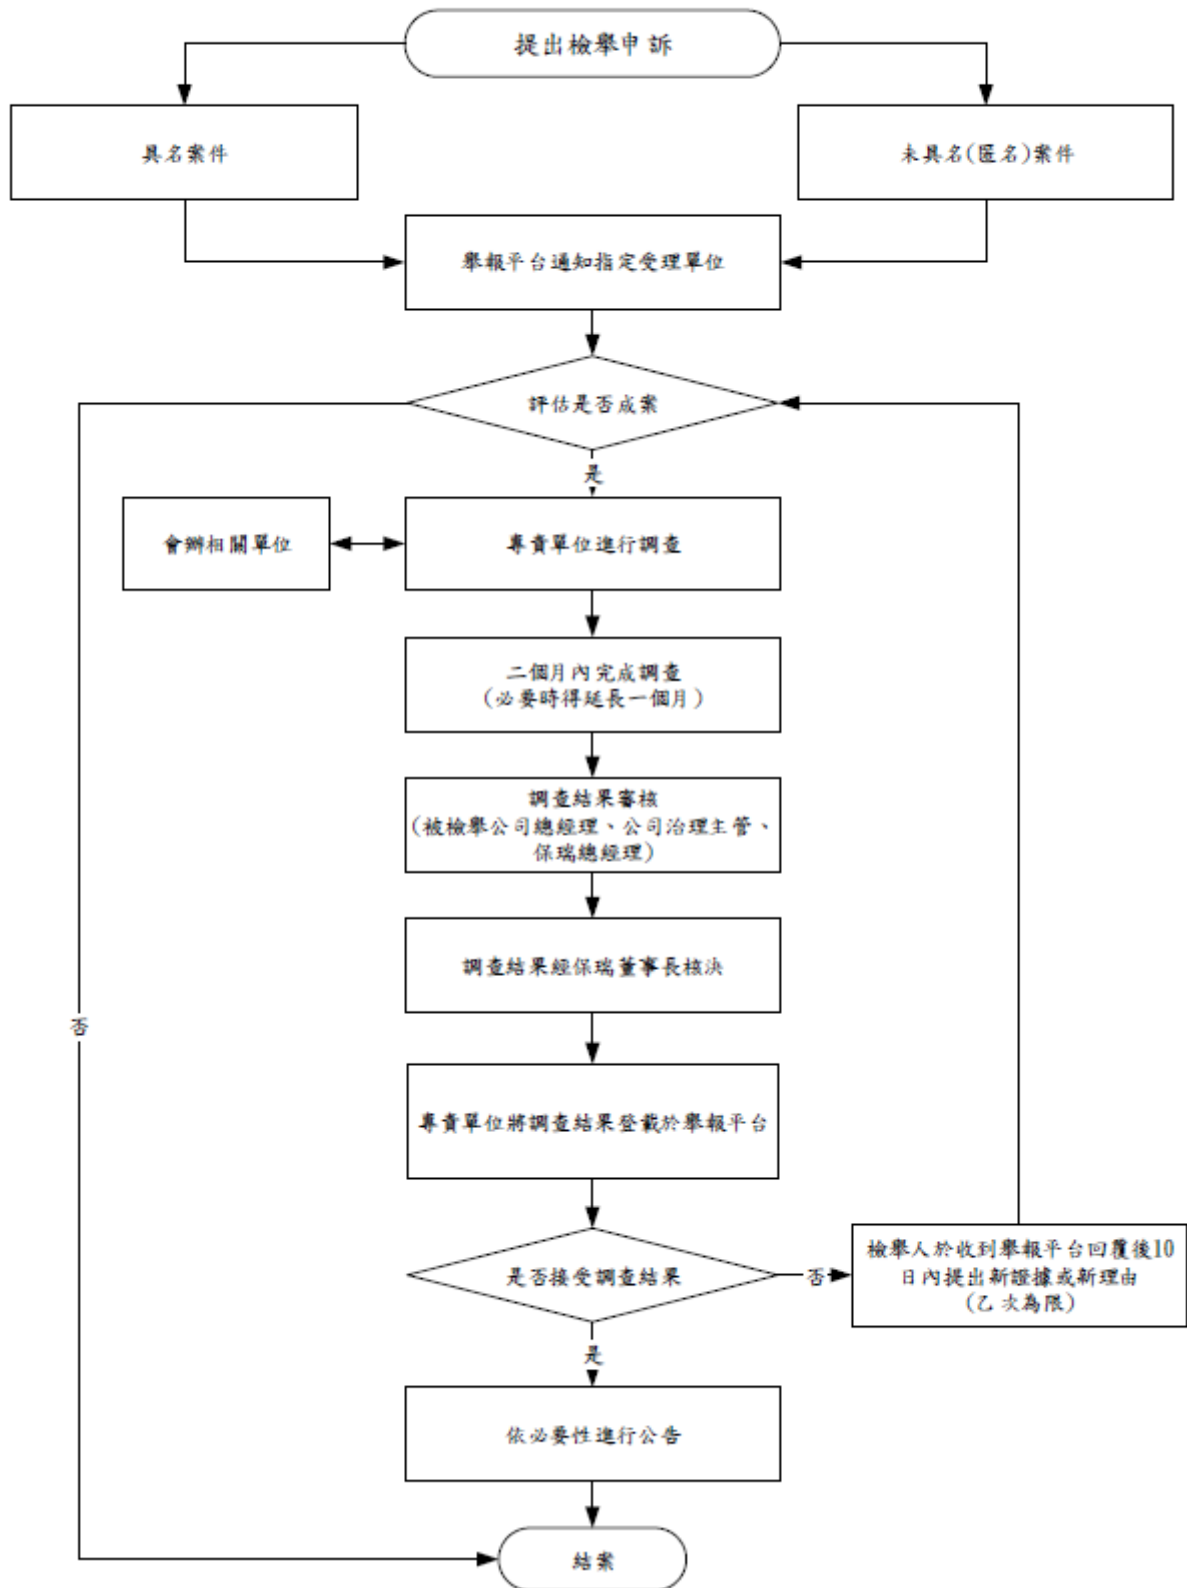 提出檢舉申訴
具名案件
未具名(匿名)案件
舉報平台通知指定受理單位
評估是否成案
是
會辦相關單位
專責單位進行調查
二個月內完成調查
(必要時得延長一個月)
調查結果審核
(被檢舉公司總經理、公司治理主管、
保瑞總經理)
調查結果經保瑞董事長核決
否
專責單位將調查結果登載於舉報平台
是否接受調查結果
否
檢舉人於收到舉報平台回覆後10
日內提出新證據或新理由
(乙次為限)
是
依必要性進行公告
結案